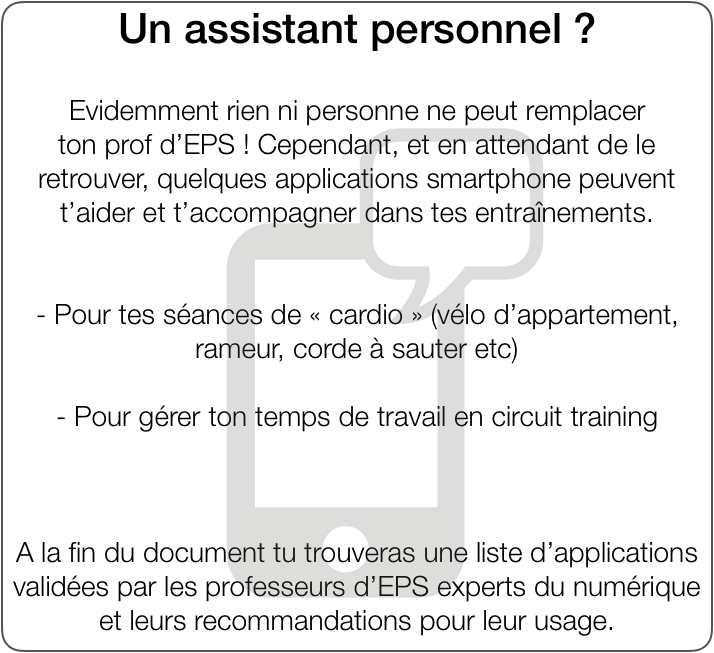 Un assistant personnel ?
Evidemment rien ni personne ne peut remplacer
ton prof d’EPS ! Cependant, et en attendant de le
retrouver, quelques applications smartphone peuvent
t’aider et t’accompagner dans tes entraînements.
- Pour tes séances de « cardio » (vélo d’appartement,
rameur, corde à sauter etc)
- Pour gérer ton temps de travail en circuit training
A la fin du document tu trouveras une liste d’applications
validées par les professeurs d’EPS experts du numérique
et leurs recommandations pour leur usage.